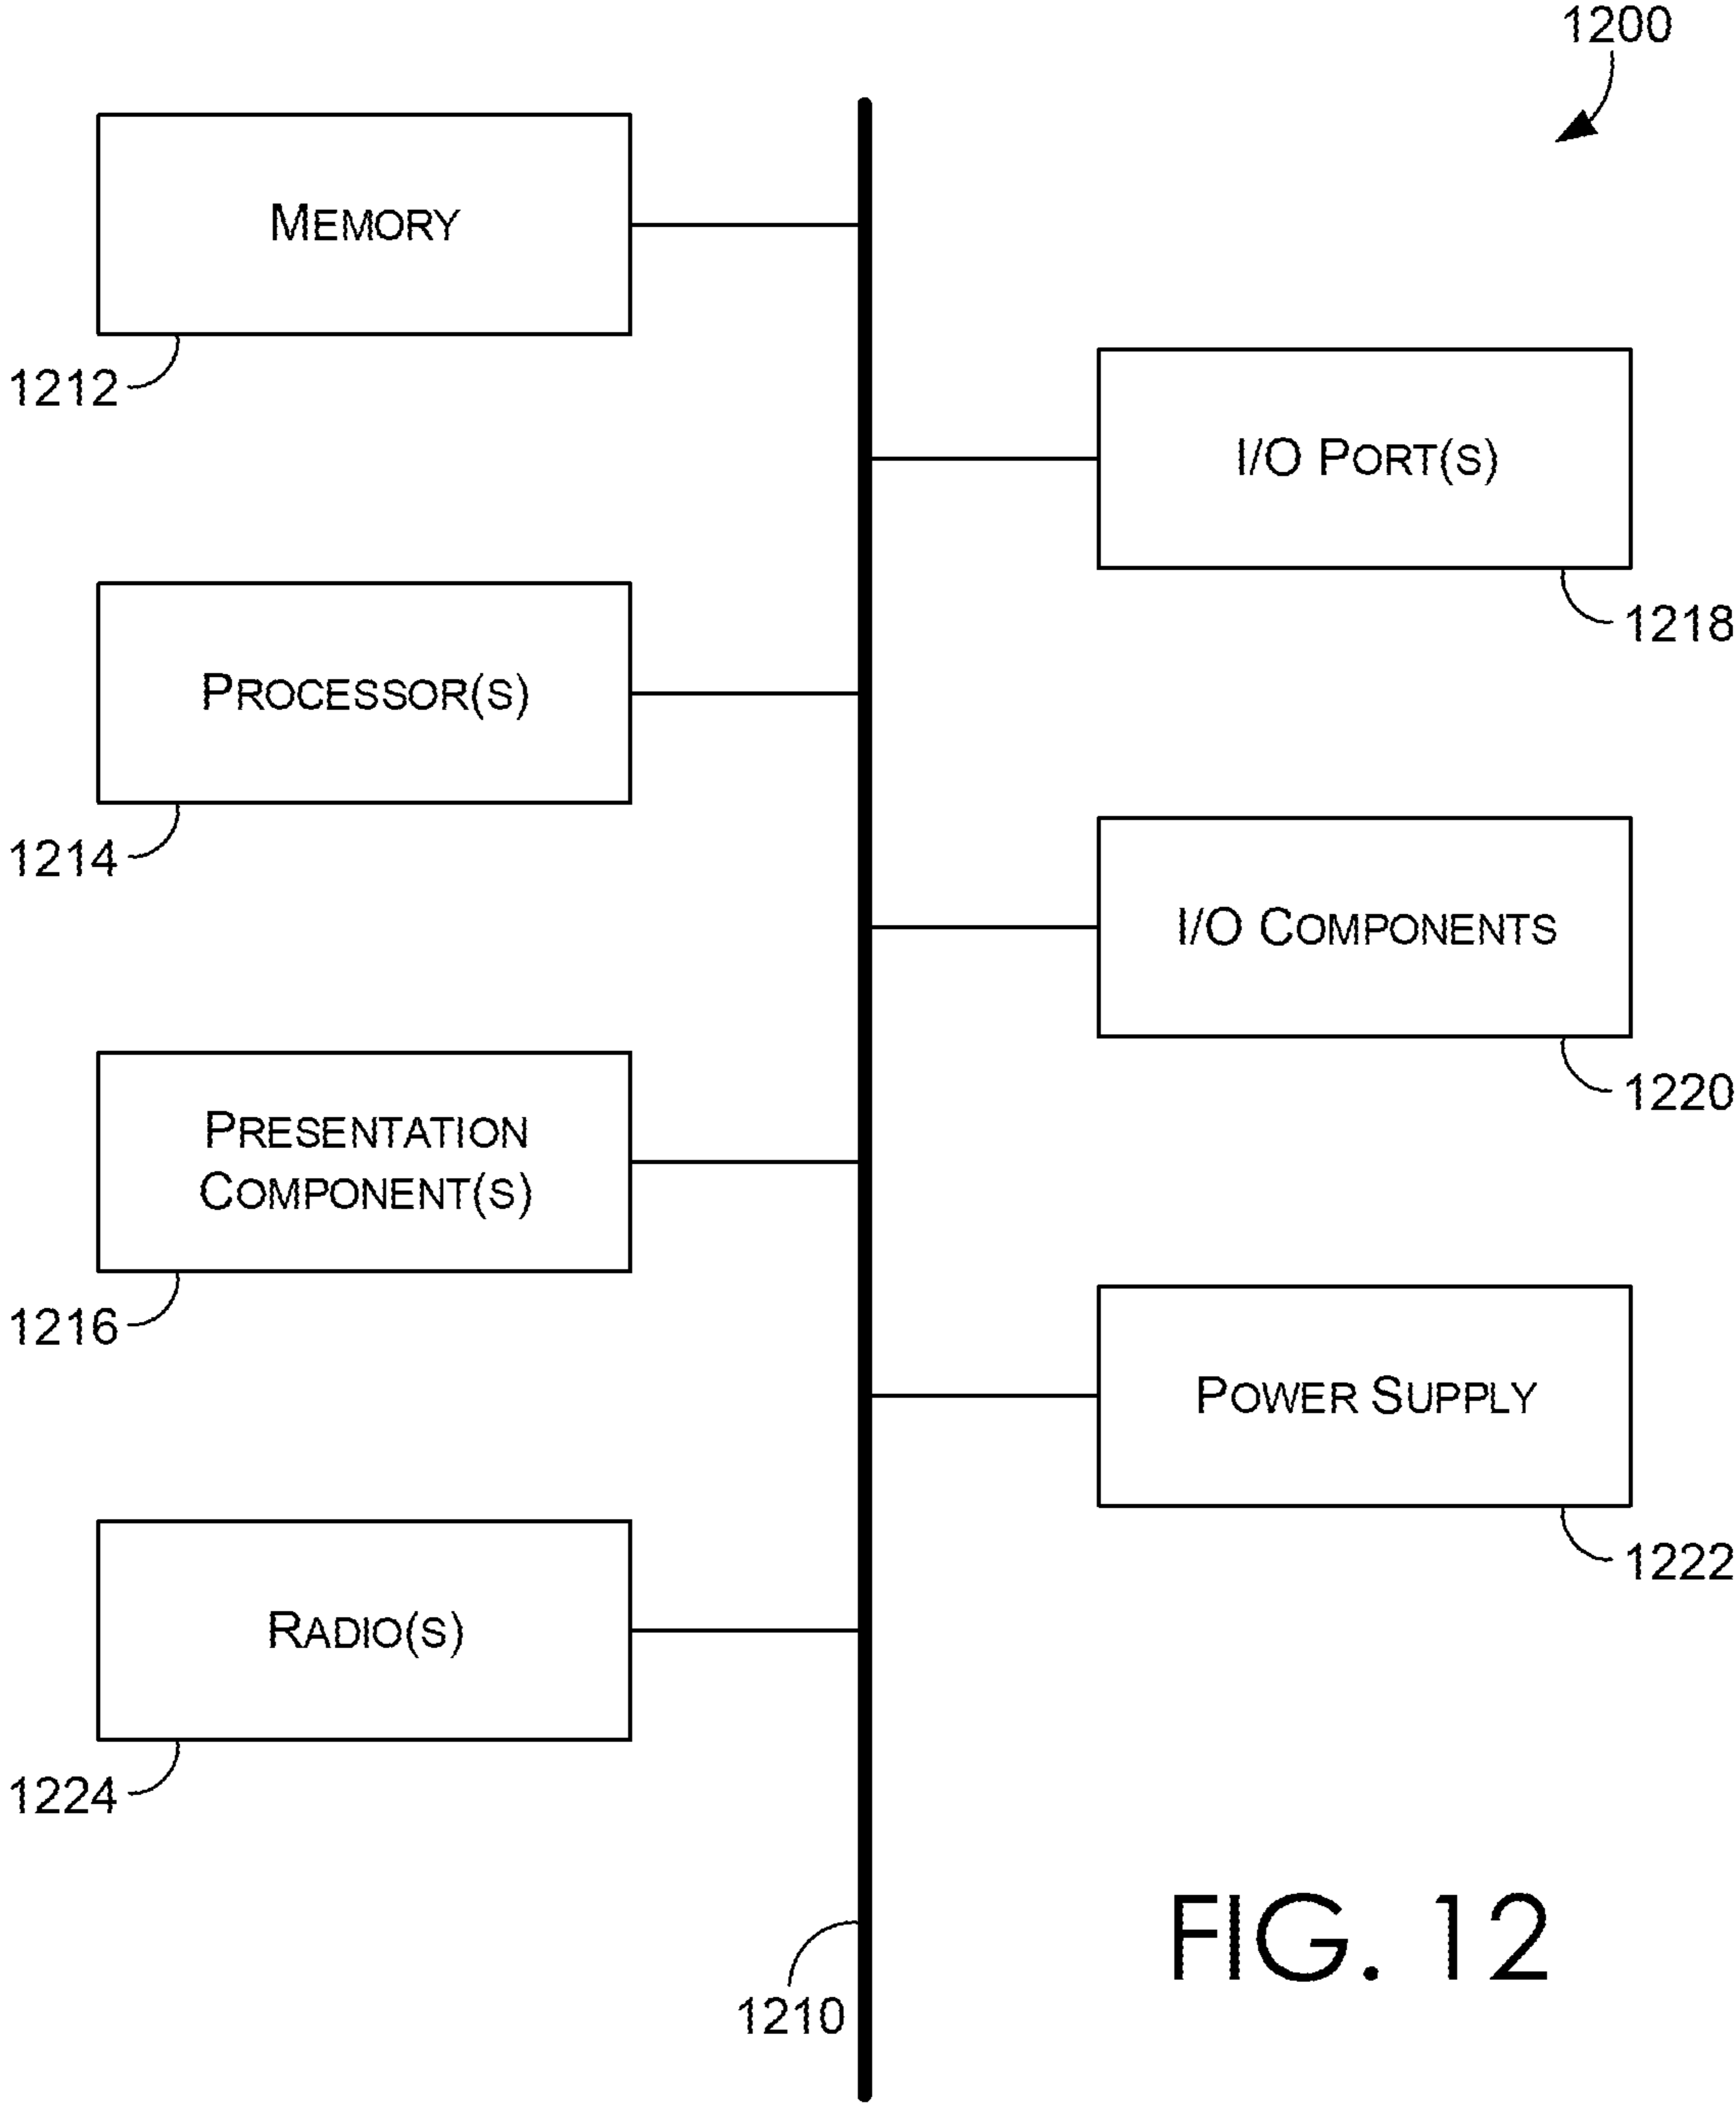 1200
MEMORY
1212
I/O PORT(S)
1218
PROCESSOR(S)
1214
I/O COMPONENTS
1220
PRESENTATION
COMPONENT(S)
1216
POWER SUPPLY
1222
RADIO(S)
1224
1210
FIG. 12